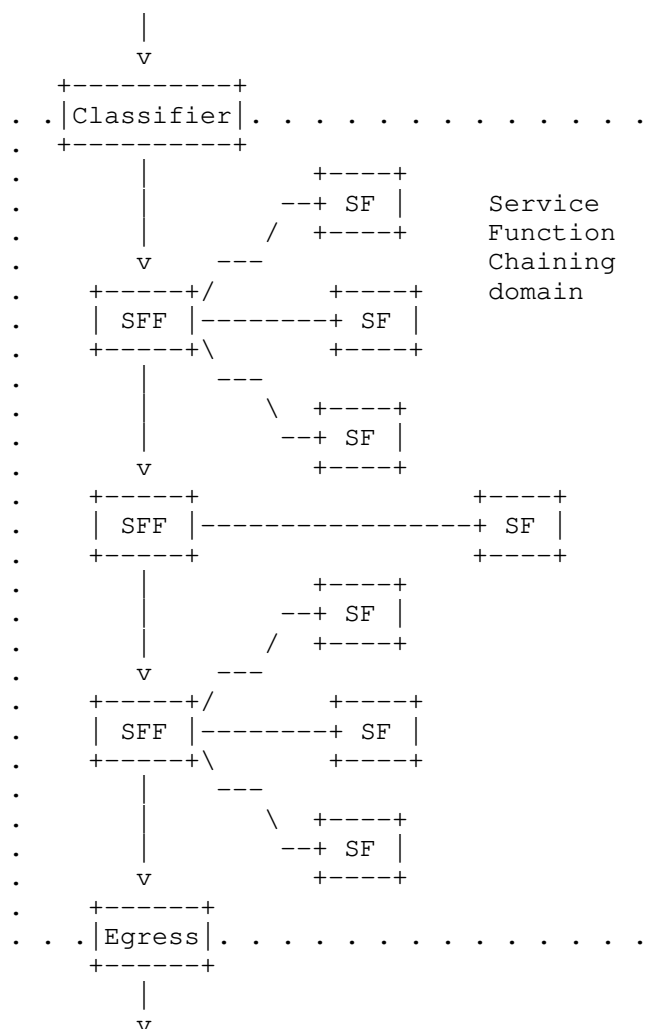 Classifier
SF Service
Function
Chaining
domain
SFF SF
SF
SFF SF
SF
SFF SF
SF
Egress